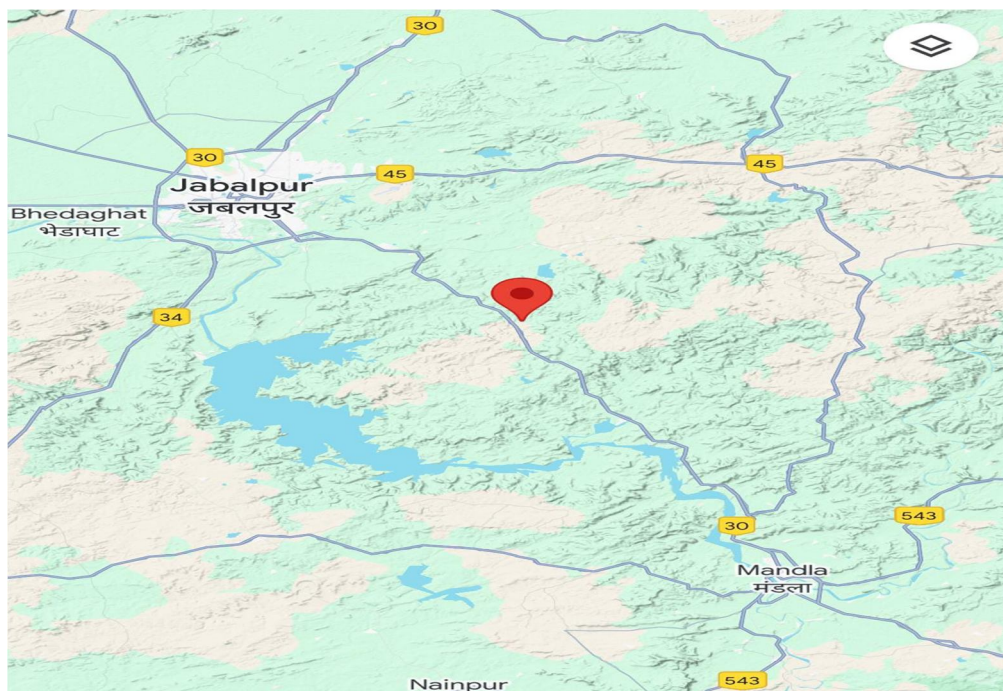 30
30
45
45
Jabalpur
जबलपुर
Bhedaghat
भेडाघाट
34
543
30
Mandla
मंडला
543
Nainpur